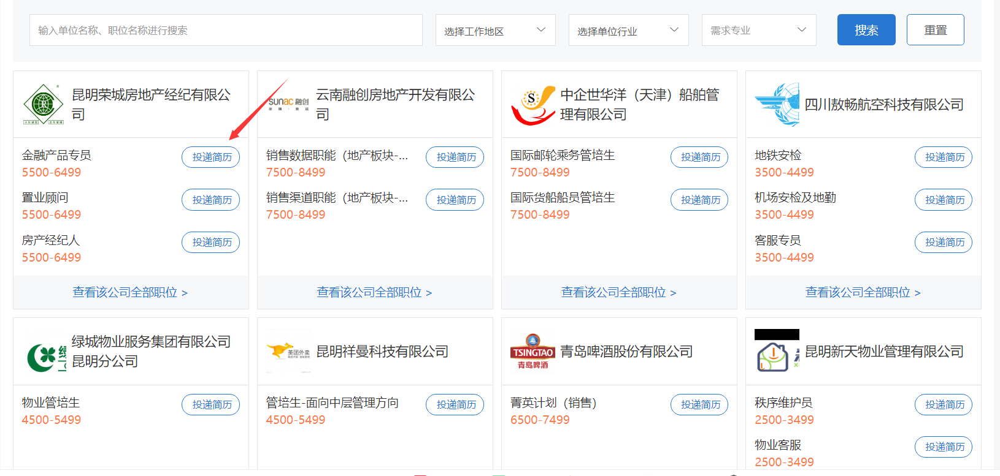 输入单位名称、职位名称进行搜索
选择工作地区
选择单位行业
需求专业
搜索
重置
昆明荣城房地产经纪有限公
司
金融产品专员
投递简历
5500-6499
置业顾问
投递简历
5500-6499
房产经纪人
投递简历
5500-6499
查看该公司全部职位 >
sunac 融创
云南融创房地产开发有限公
司
销售数据职能（地产板块-...
投递简历
7500-8499
销售渠道职能（地产板块-...
投递简历
7500-8499
查看该公司全部职位 >
S
中企世华洋（天津）船舶管
理有限公司
国际邮轮乘务管培生
投递简历
7500-8499
国际货船船员管培生
投递简历
7500-8499
查看该公司全部职位 >
四川敖畅航空科技有限公司
地铁安检
投递简历
3500-4499
机场安检及地勤
投递简历
3500-4499
客服专员
投递简历
3500-4499
查看该公司全部职位 >
绿城物业服务集团有限公司
昆明分公司
物业管培生
投递简历
4500-5499
美团外卖
昆明祥曼科技有限公司
管培生-面向中层管理方向
投递简历
4500-5499
TSINGTAO
青岛啤酒
青岛啤酒股份有限公司
菁英计划（销售）
投递简历
6500-7499
昆明新天物业管理有限公司
秩序维护员
投递简历
2500-3499
物业客服
投递简历
2500-3499